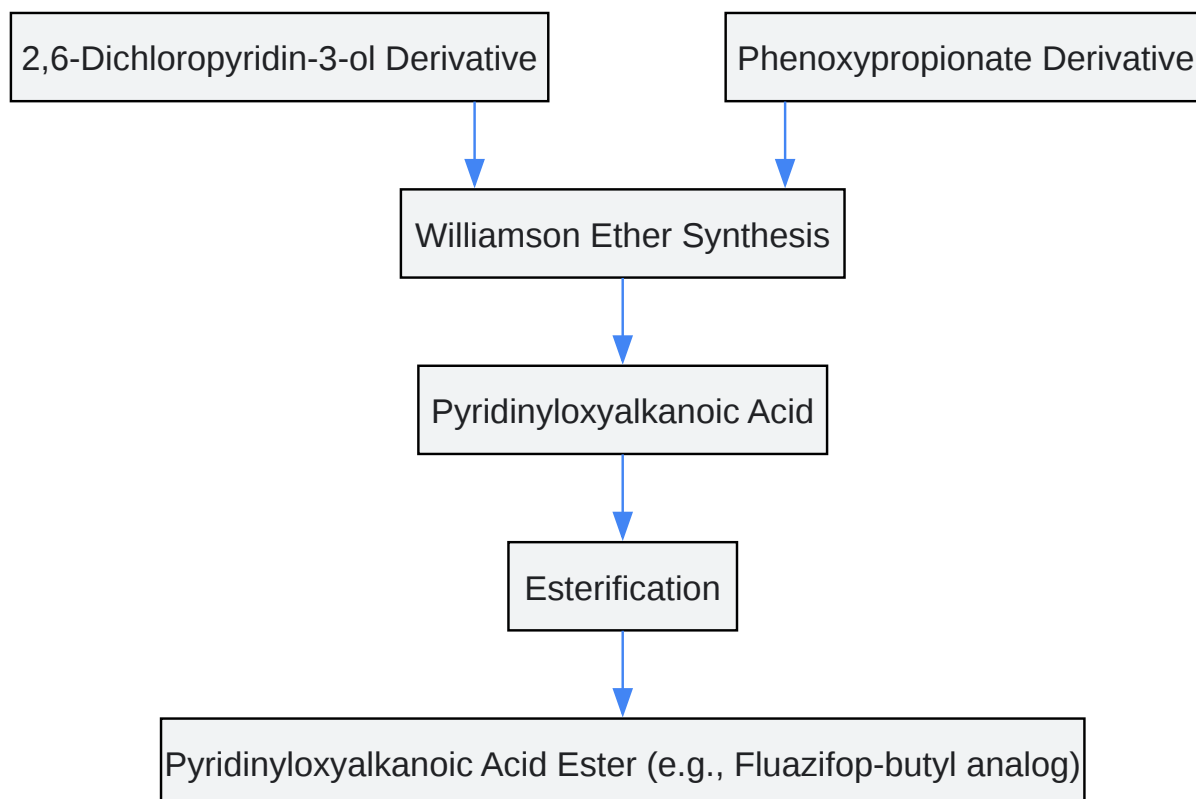 2,6-Dichloropyridin-3-ol Derivative
Phenoxypropionate Derivative
Williamson Ether Synthesis
Pyridinyloxyalkanoic Acid
Esterification
Pyridinyloxyalkanoic Acid Ester (e.g., Fluazifop-butyl analog)